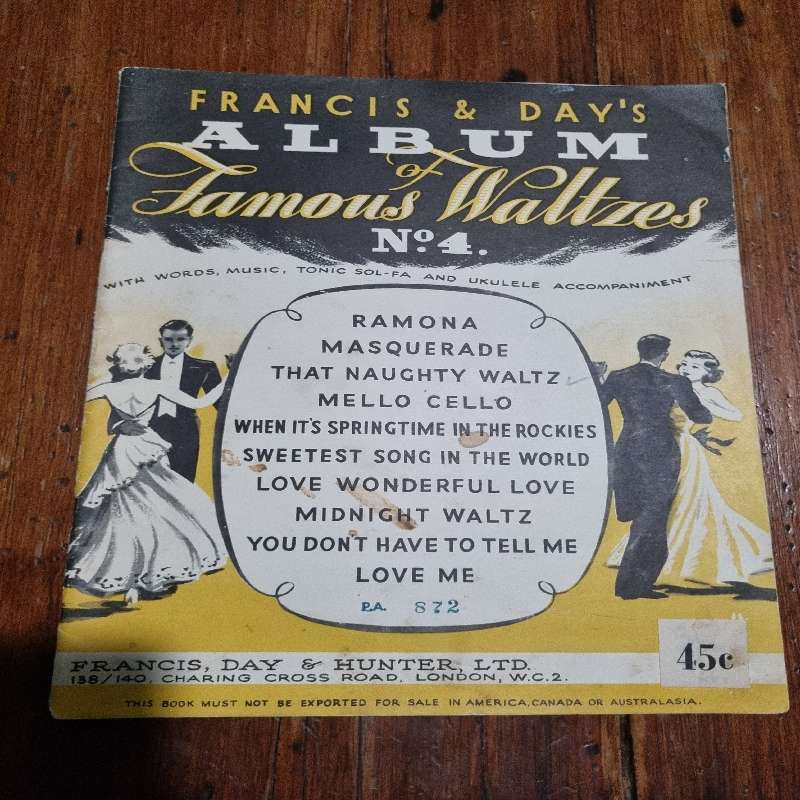 FRANCIS & DAY'S
ALBUM
of
Famous Waltzes
Nº 4.
WITH WORDS, MUSIC, TONIC SOL-FA AND UKULELE ACCOMPANIMENT
RAMONA
MASQUERADE
THAT NAUGHTY WALTZ
MELLO CELLO
WHEN IT'S SPRINGTIME IN THE ROCKIES
SWEETEST SONG IN THE WORLD
LOVE WONDERFUL LOVE
MIDNIGHT WALTZ
YOU DON'T HAVE TO TELL ME
LOVE ME
P.A. 872
FRANCIS, DAY & HUNTER, LTD.
138/140, CHARING CROSS ROAD, LONDON, W.C.2.
45c
THIS BOOK MUST NOT BE EXPORTED FOR SALE IN AMERICA, CANADA OR AUSTRALASIA.